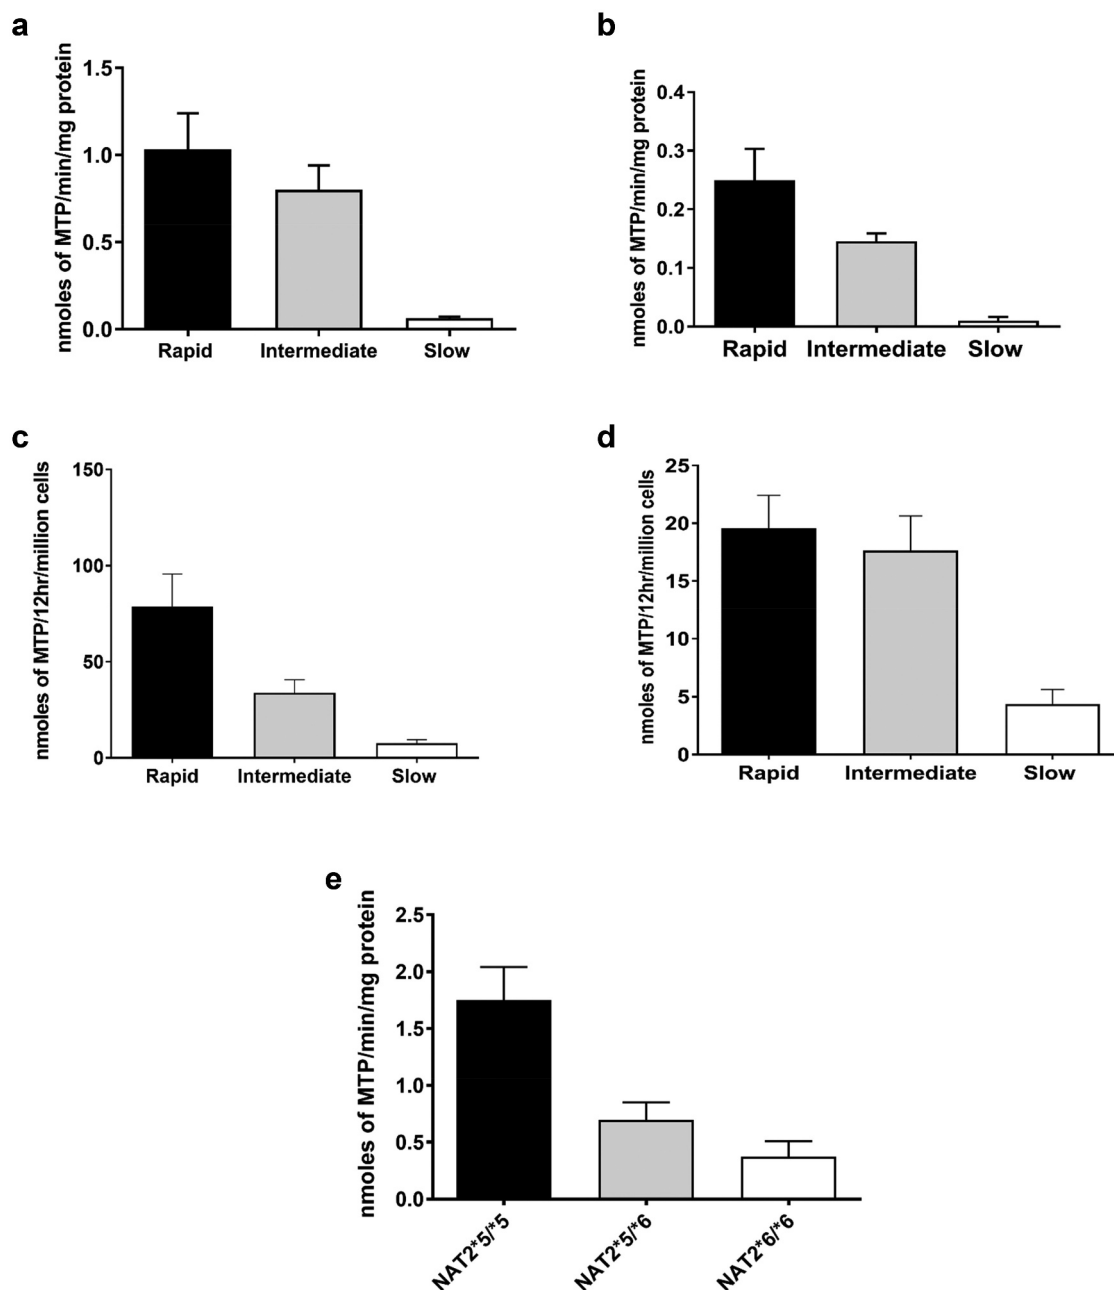 a
nmoles of MTP/min/mg protein
1.5
1.0
0.5
0.0
Rapid Intermediate Slow
b
nmoles of MTP/min/mg protein
0.4
0.3
0.2
0.1
0.0
Rapid Intermediate Slow
c
nmoles of MTP/12hr/million cells
150
100
50
0
Rapid Intermediate Slow
d
nmoles of MTP/12hr/million cells
25
20
15
10
5
0
Rapid Intermediate Slow
e
nmoles of MTP/min/mg protein
2.5
2.0
1.5
1.0
0.5
0.0
NAT2*5/*5
NAT2*5/*6
NAT2*6/*6